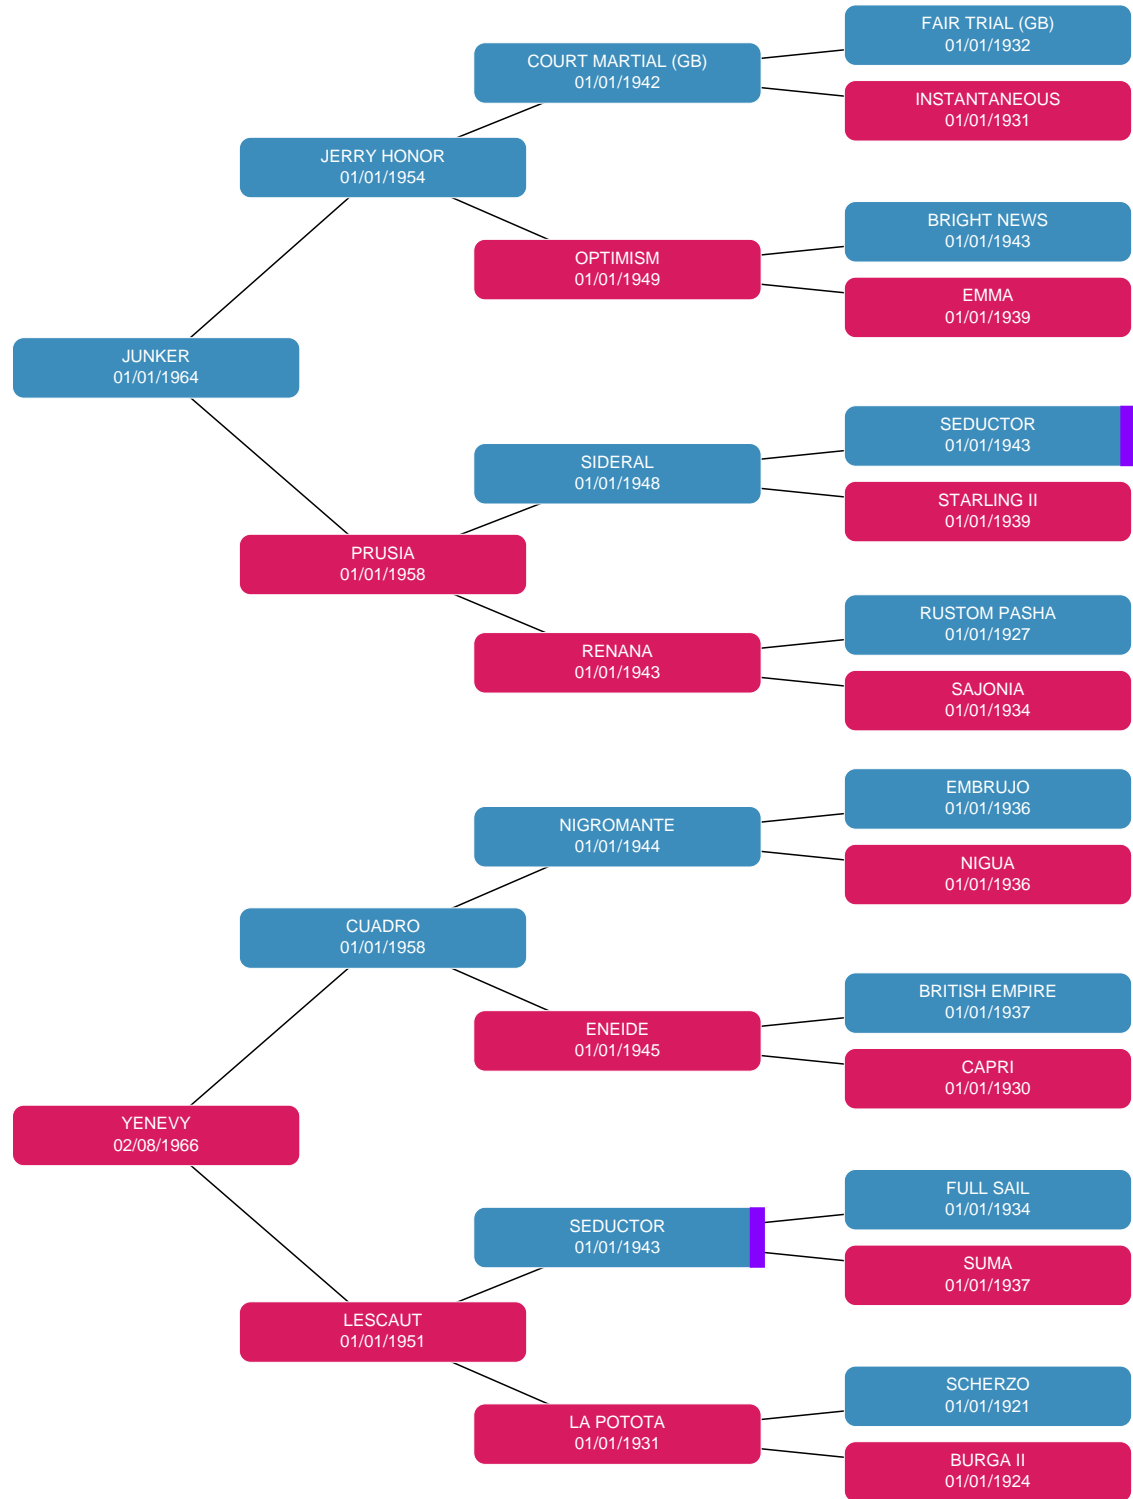 FAIR TRIAL (GB)
01/01/1932
COURT MARTIAL (GB)
01/01/1942
INSTANTANEOUS
01/01/1931
JERRY HONOR
01/01/1954
BRIGHT NEWS
01/01/1943
OPTIMISM
01/01/1949
EMMA
01/01/1939
JUNKER
01/01/1964
SEDUCTOR
01/01/1943
SIDERAL
01/01/1948
STARLING II
01/01/1939
PRUSIA
01/01/1958
RUSTOM PASHA
01/01/1927
RENANA
01/01/1943
SAJONIA
01/01/1934
EMBRUJO
01/01/1936
NIGROMANTE
01/01/1944
NIGUA
01/01/1936
CUADRO
01/01/1958
BRITISH EMPIRE
01/01/1937
ENEIDE
01/01/1945
CAPRI
01/01/1930
YENEVY
02/08/1966
FULL SAIL
01/01/1934
SEDUCTOR
01/01/1943
SUMA
01/01/1937
LESCAUT
01/01/1951
SCHERZO
01/01/1921
LA POTOTA
01/01/1931
BURGA II
01/01/1924